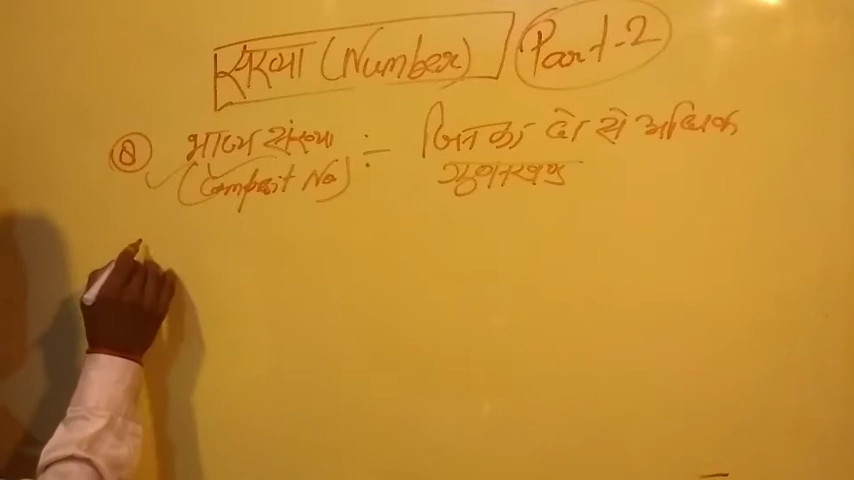 संख्या (Number) Part-2
⑧ भाज्य संख्या :- जिनका दो से अधिक
(Composit No) गुणनखण्ड